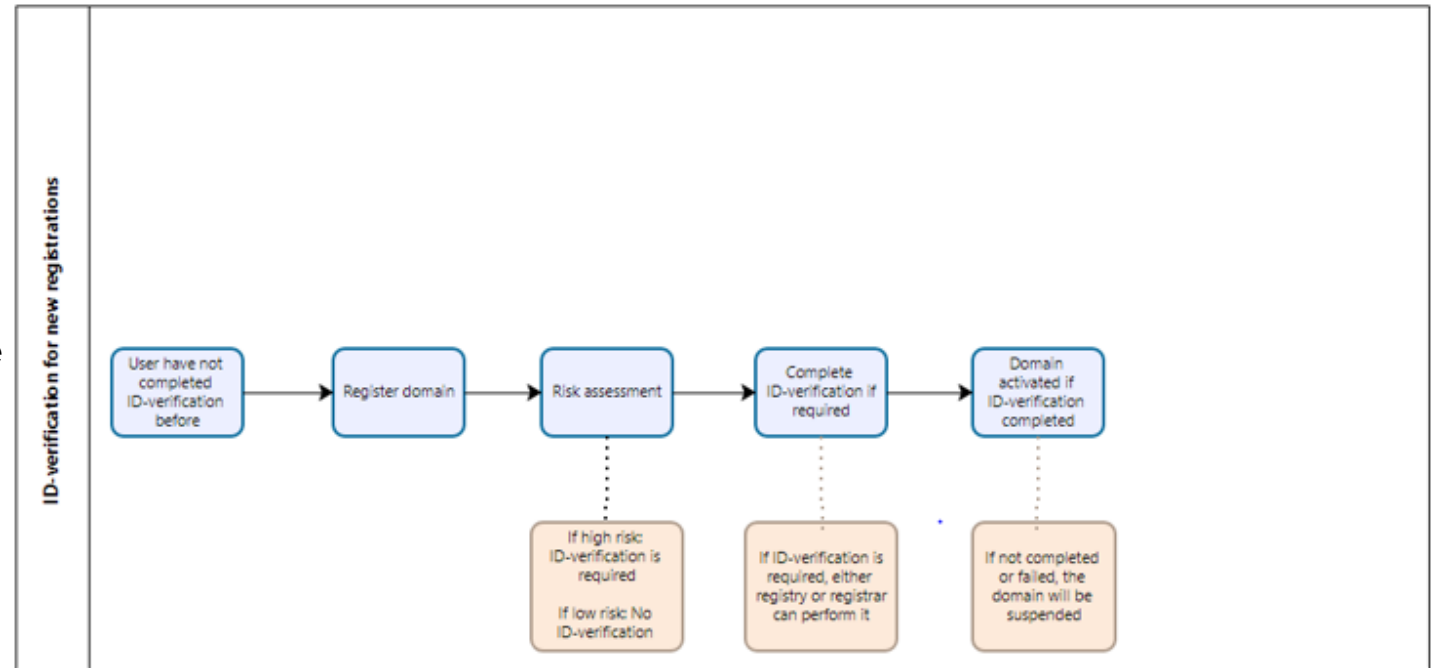 ID-verification for new registrations
User have not
completed
ID-verification
before
Register domain
Risk assessment
Complete
ID-verification if
required
Domain
activated if
ID-verification
completed
If high risk:
ID-verification is
required
If low risk: No
ID-verification
If ID-verification is
required, either
registry or registrar
can perform it
If not completed
or failed, the
domain will be
suspended